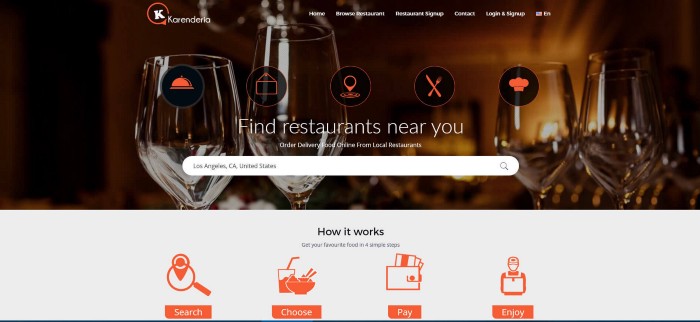 K
Karenderia
Home Browse Restaurant Restaurant Signup Contact Login & Signup En
Find restaurants near you
Order Delivery Food Online From Local Restaurants
Los Angeles, CA, United States
How it works
Get your favourite food in 4 simple steps
Search Choose Pay Enjoy